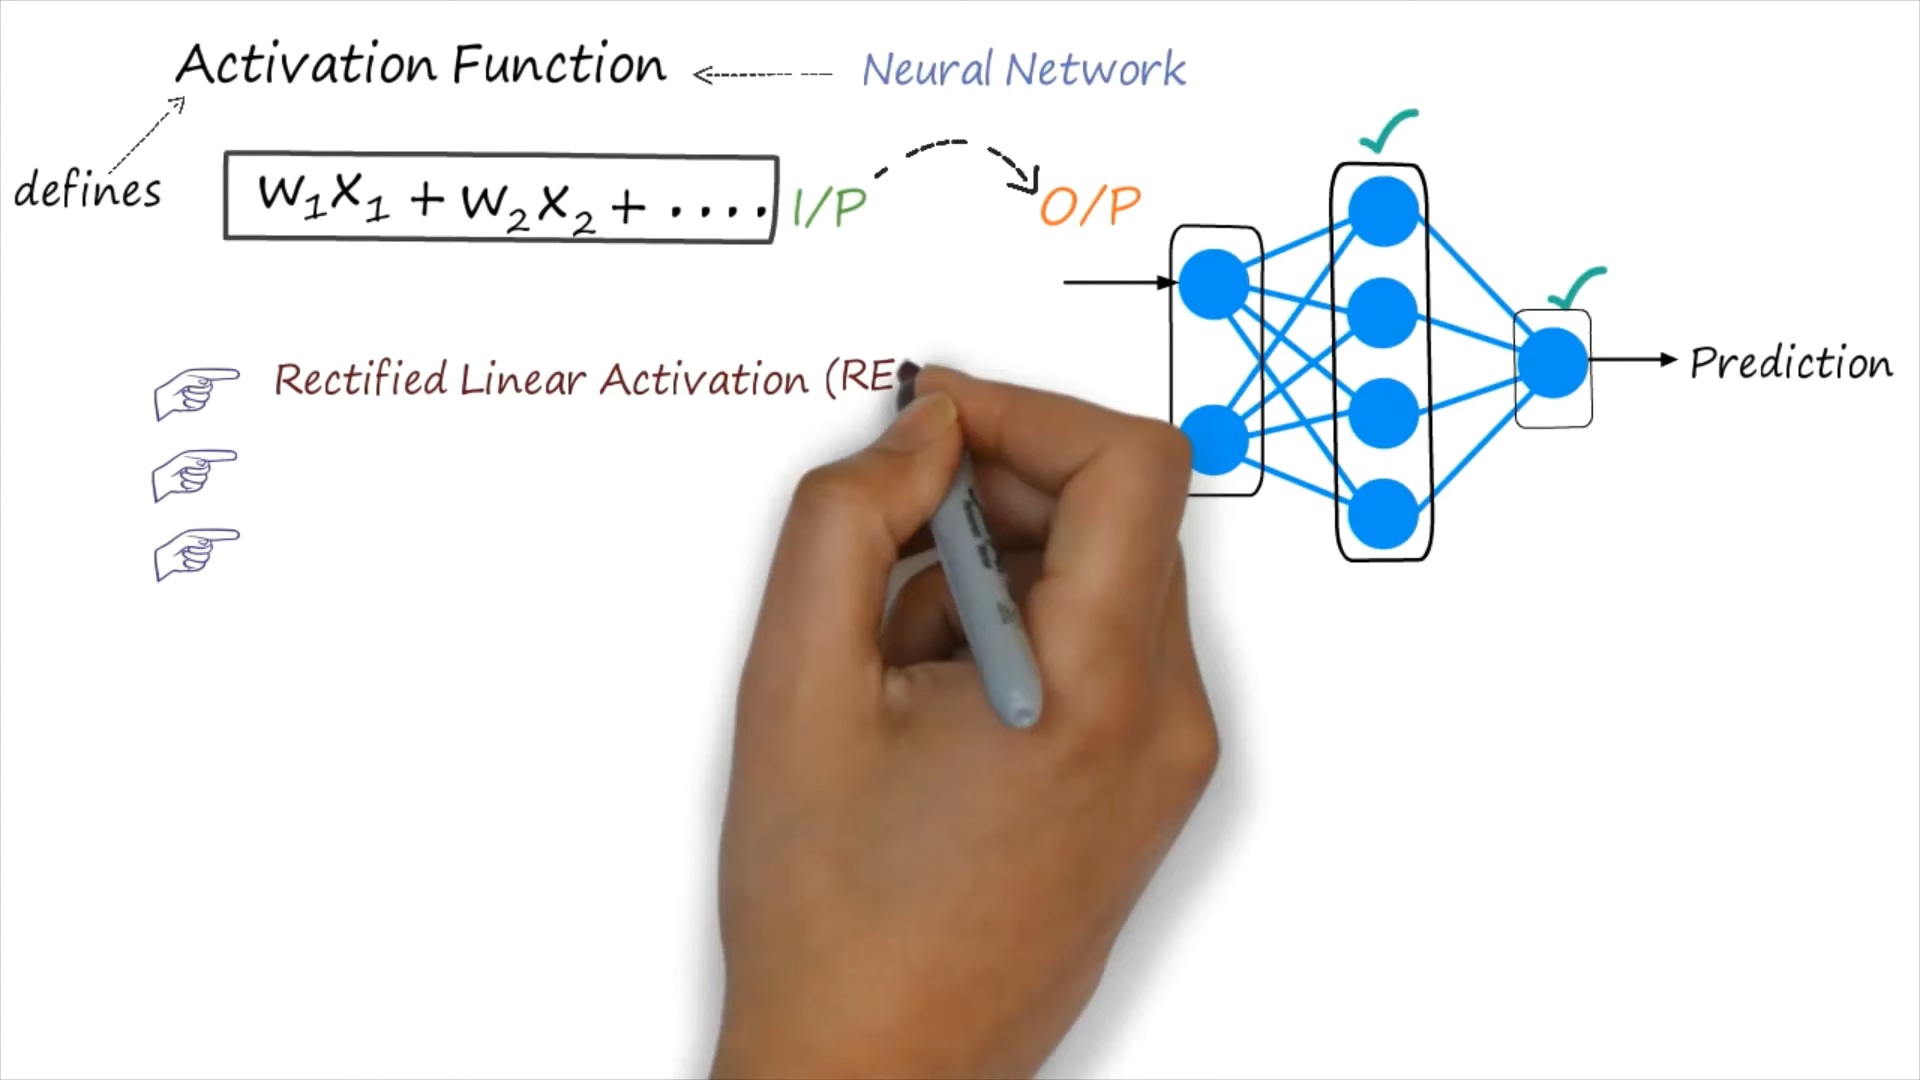 Activation Function
Neural Network
defines
W1X1 + W2X2 + ....
I/P
O/P
Prediction
Rectified Linear Activation (RE